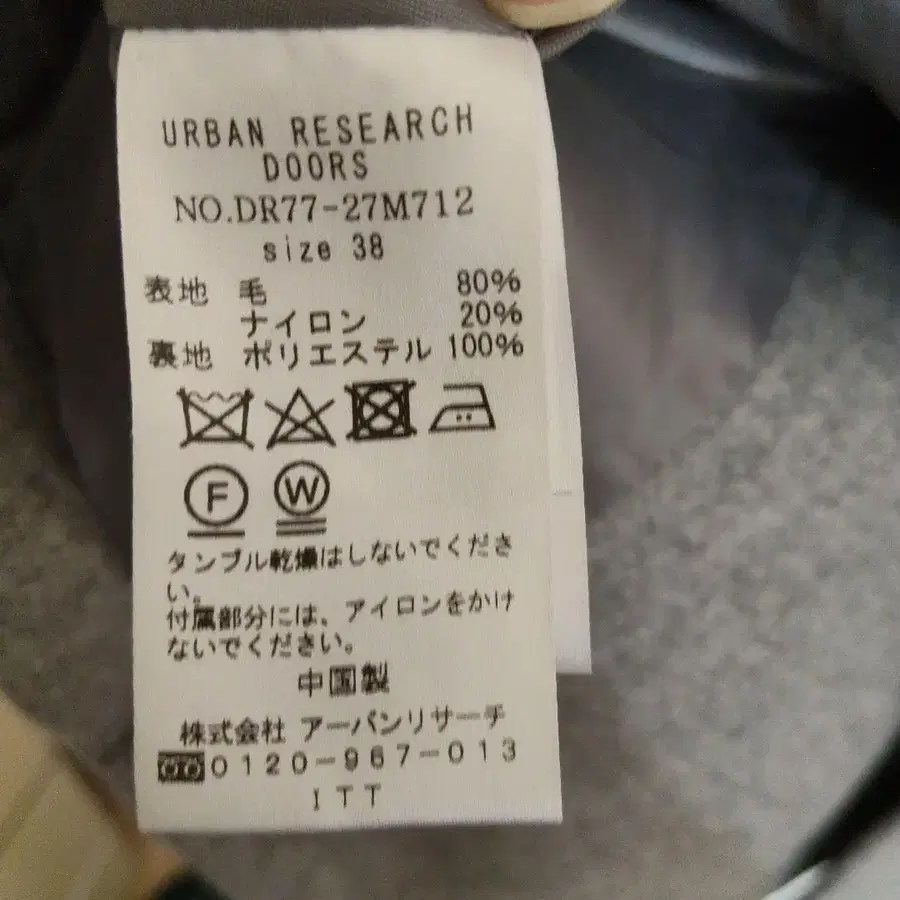 URBAN RESEARCH
DOORS
NO.DR77-27M712
size 38
表地 毛 80%
ナイロン 20%
裏地 ポリエステル 100%
F W
タンブル乾燥はしないでくださ
い。
付属部分には、アイロンをかけ
ないでください。
中国製
株式会社 アーバンリサーチ
0120-967-013
ITT